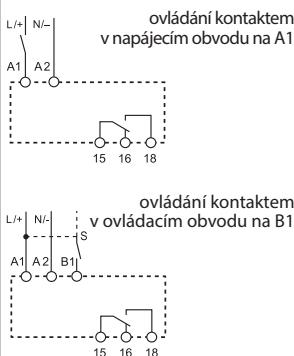 ovládání kontaktem
v napájecím obvodu na A1
L/+ N/–
A1 A2
15 16 18
ovládání kontaktem
v ovládacím obvodu na B1
L/+ N/-
S
A1 A2 B1
15 16 18